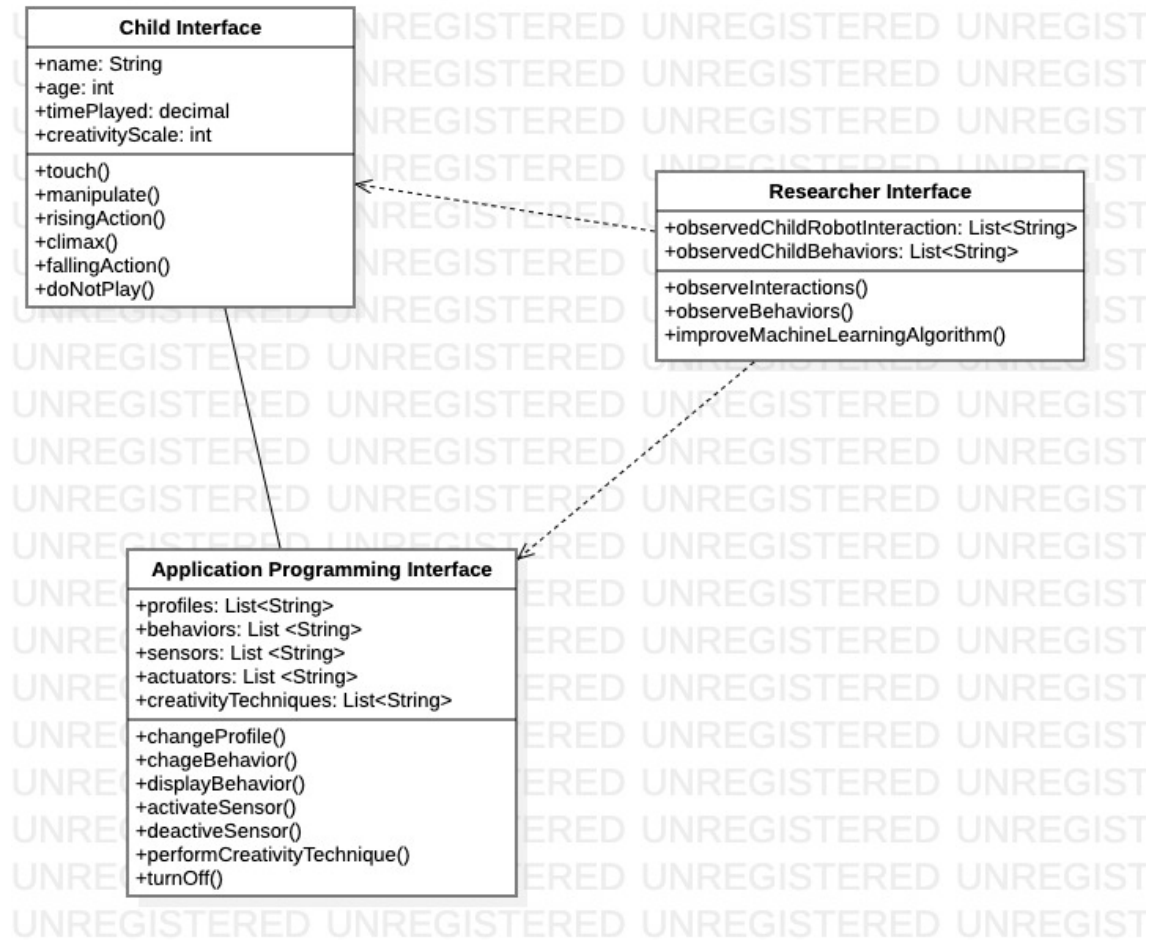 Child Interface
+name: String
+age: int
+timePlayed: decimal
+creativityScale: int
+touch()
+manipulate()
+risingAction()
+climax()
+fallingAction()
+doNotPlay()
Researcher Interface
+observedChildRobotInteraction: List<String>
+observedChildBehaviors: List<String>
+observeInteractions()
+observeBehaviors()
+improveMachineLearningAlgorithm()
Application Programming Interface
+profiles: List<String>
+behaviors: List <String>
+sensors: List <String>
+actuators: List <String>
+creativityTechniques: List<String>
+changeProfile()
+chageBehavior()
+displayBehavior()
+activateSensor()
+deactiveSensor()
+performCreativityTechnique()
+turnOff()
UNREGISTERED